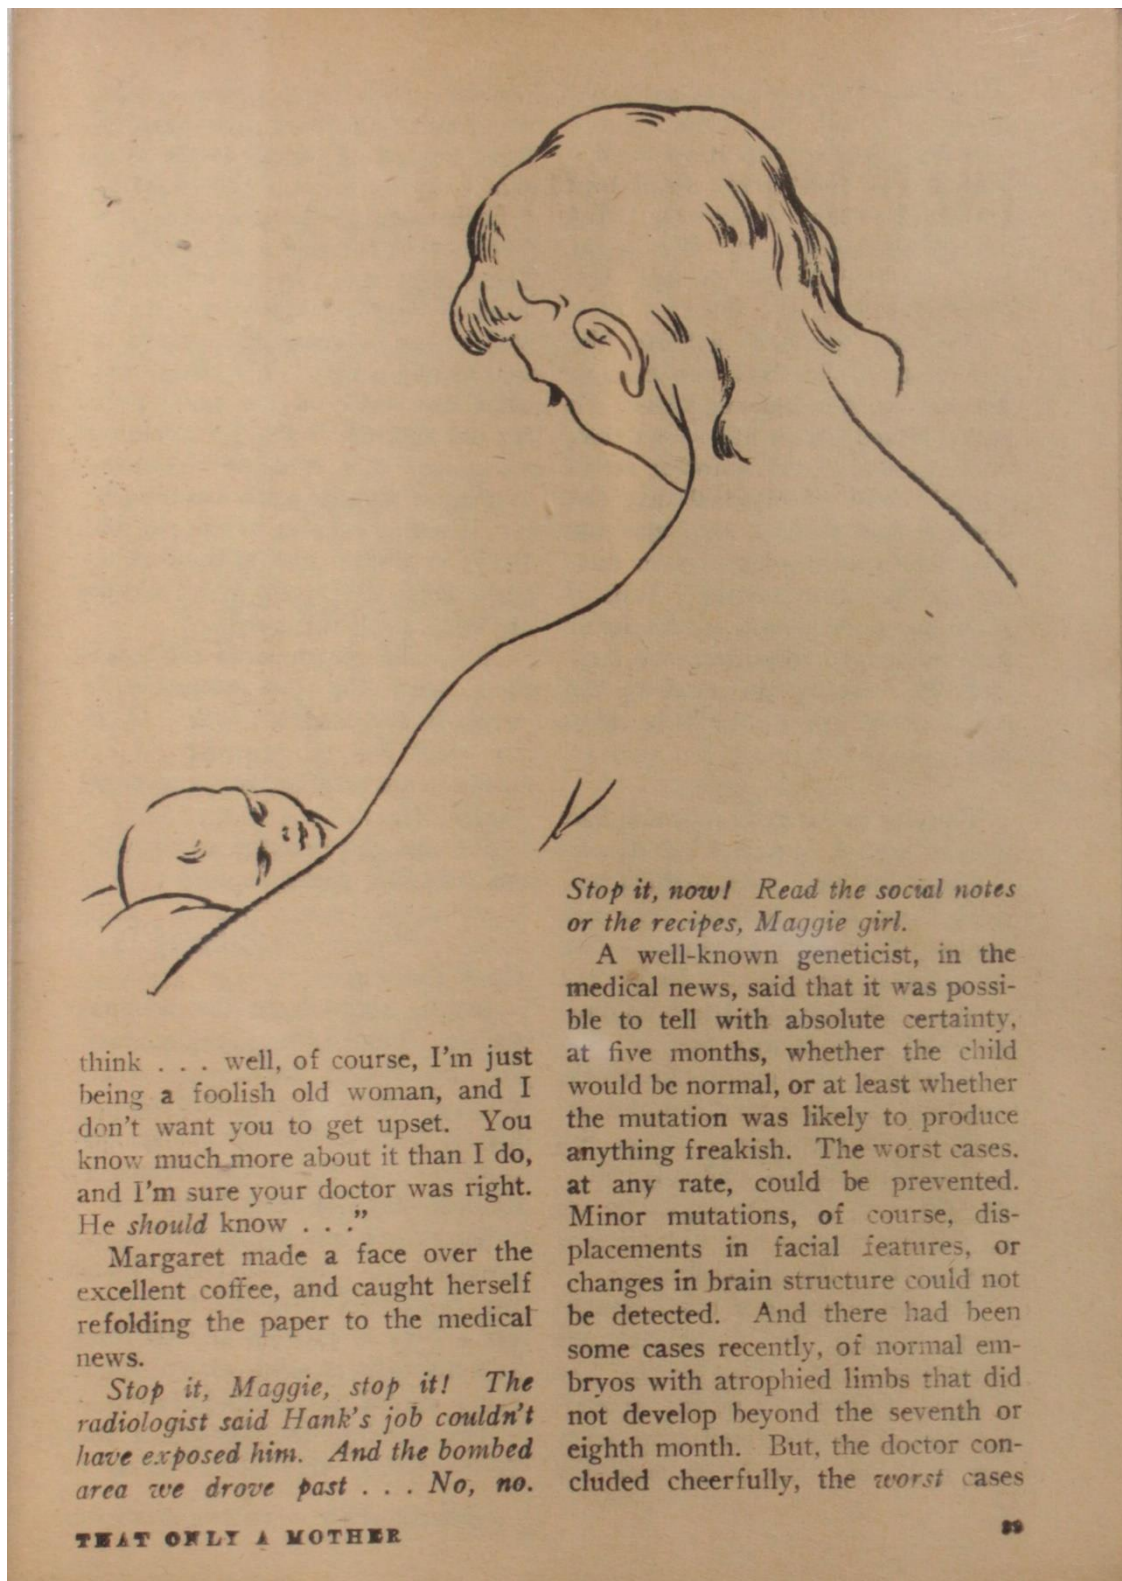 think . . . well, of course, I'm just
being a foolish old woman, and I
don't want you to get upset. You
know much more about it than I do,
and I'm sure your doctor was right.
He should know . . ."
Margaret made a face over the
excellent coffee, and caught herself
refolding the paper to the medical
news.
Stop it, Maggie, stop it! The
radiologist said Hank's job couldn't
have exposed him. And the bombed
area we drove past . . . No, no.
Stop it, now! Read the social notes
or the recipes, Maggie girl.
A well-known geneticist, in the
medical news, said that it was possi-
ble to tell with absolute certainty,
at five months, whether the child
would be normal, or at least whether
the mutation was likely to produce
anything freakish. The worst cases.
at any rate, could be prevented.
Minor mutations, of course, dis-
placements in facial features, or
changes in brain structure could not
be detected. And there had been
some cases recently, of normal em-
bryos with atrophied limbs that did
not develop beyond the seventh or
eighth month. But, the doctor con-
cluded cheerfully, the worst cases
THAT ONLY A MOTHER